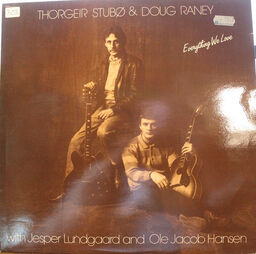 THORGEIR STUBØ & DOUG RANEY
Everything We Love
with Jesper Lundgaard and Ole Jacob Hansen